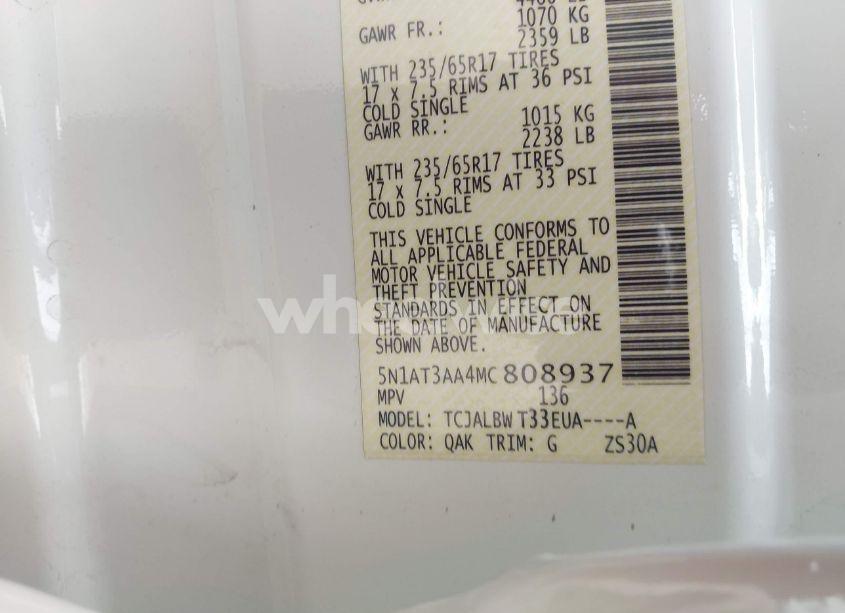 GAWR FR.: 1070 KG
2359 LB
WITH 235/65R17 TIRES
17 x 7.5 RIMS AT 36 PSI
COLD SINGLE
GAWR RR.: 1015 KG
2238 LB
WITH 235/65R17 TIRES
17 x 7.5 RIMS AT 33 PSI
COLD SINGLE
THIS VEHICLE CONFORMS TO
ALL APPLICABLE FEDERAL
MOTOR VEHICLE SAFETY AND
THEFT PREVENTION
STANDARDS IN EFFECT ON
THE DATE OF MANUFACTURE
SHOWN ABOVE.
5N1AT3AA4MC 808937
MPV 136
MODEL: TCJALBW T33EUA----A
COLOR: QAK TRIM: G ZS30A